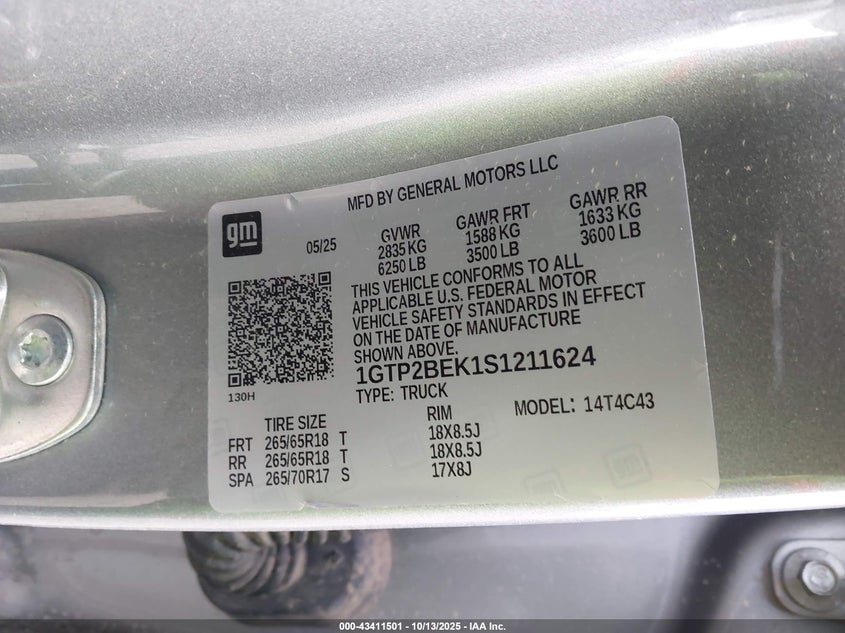 MFD BY GENERAL MOTORS LLC
gm
05/25
GVWR
2835 KG
6250 LB
GAWR FRT
1588 KG
3500 LB
GAWR RR
1633 KG
3600 LB
THIS VEHICLE CONFORMS TO ALL
APPLICABLE U.S. FEDERAL MOTOR
VEHICLE SAFETY STANDARDS IN EFFECT
ON THE DATE OF MANUFACTURE
SHOWN ABOVE.
1GTP2BEK1S1211624
130H
TYPE: TRUCK
MODEL: 14T4C43
TIRE SIZE RIM
FRT 265/65R18 T 18X8.5J
RR 265/65R18 T 18X8.5J
SPA 265/70R17 S 17X8J
000-43411501 - 10/13/2025 - IAA Inc.